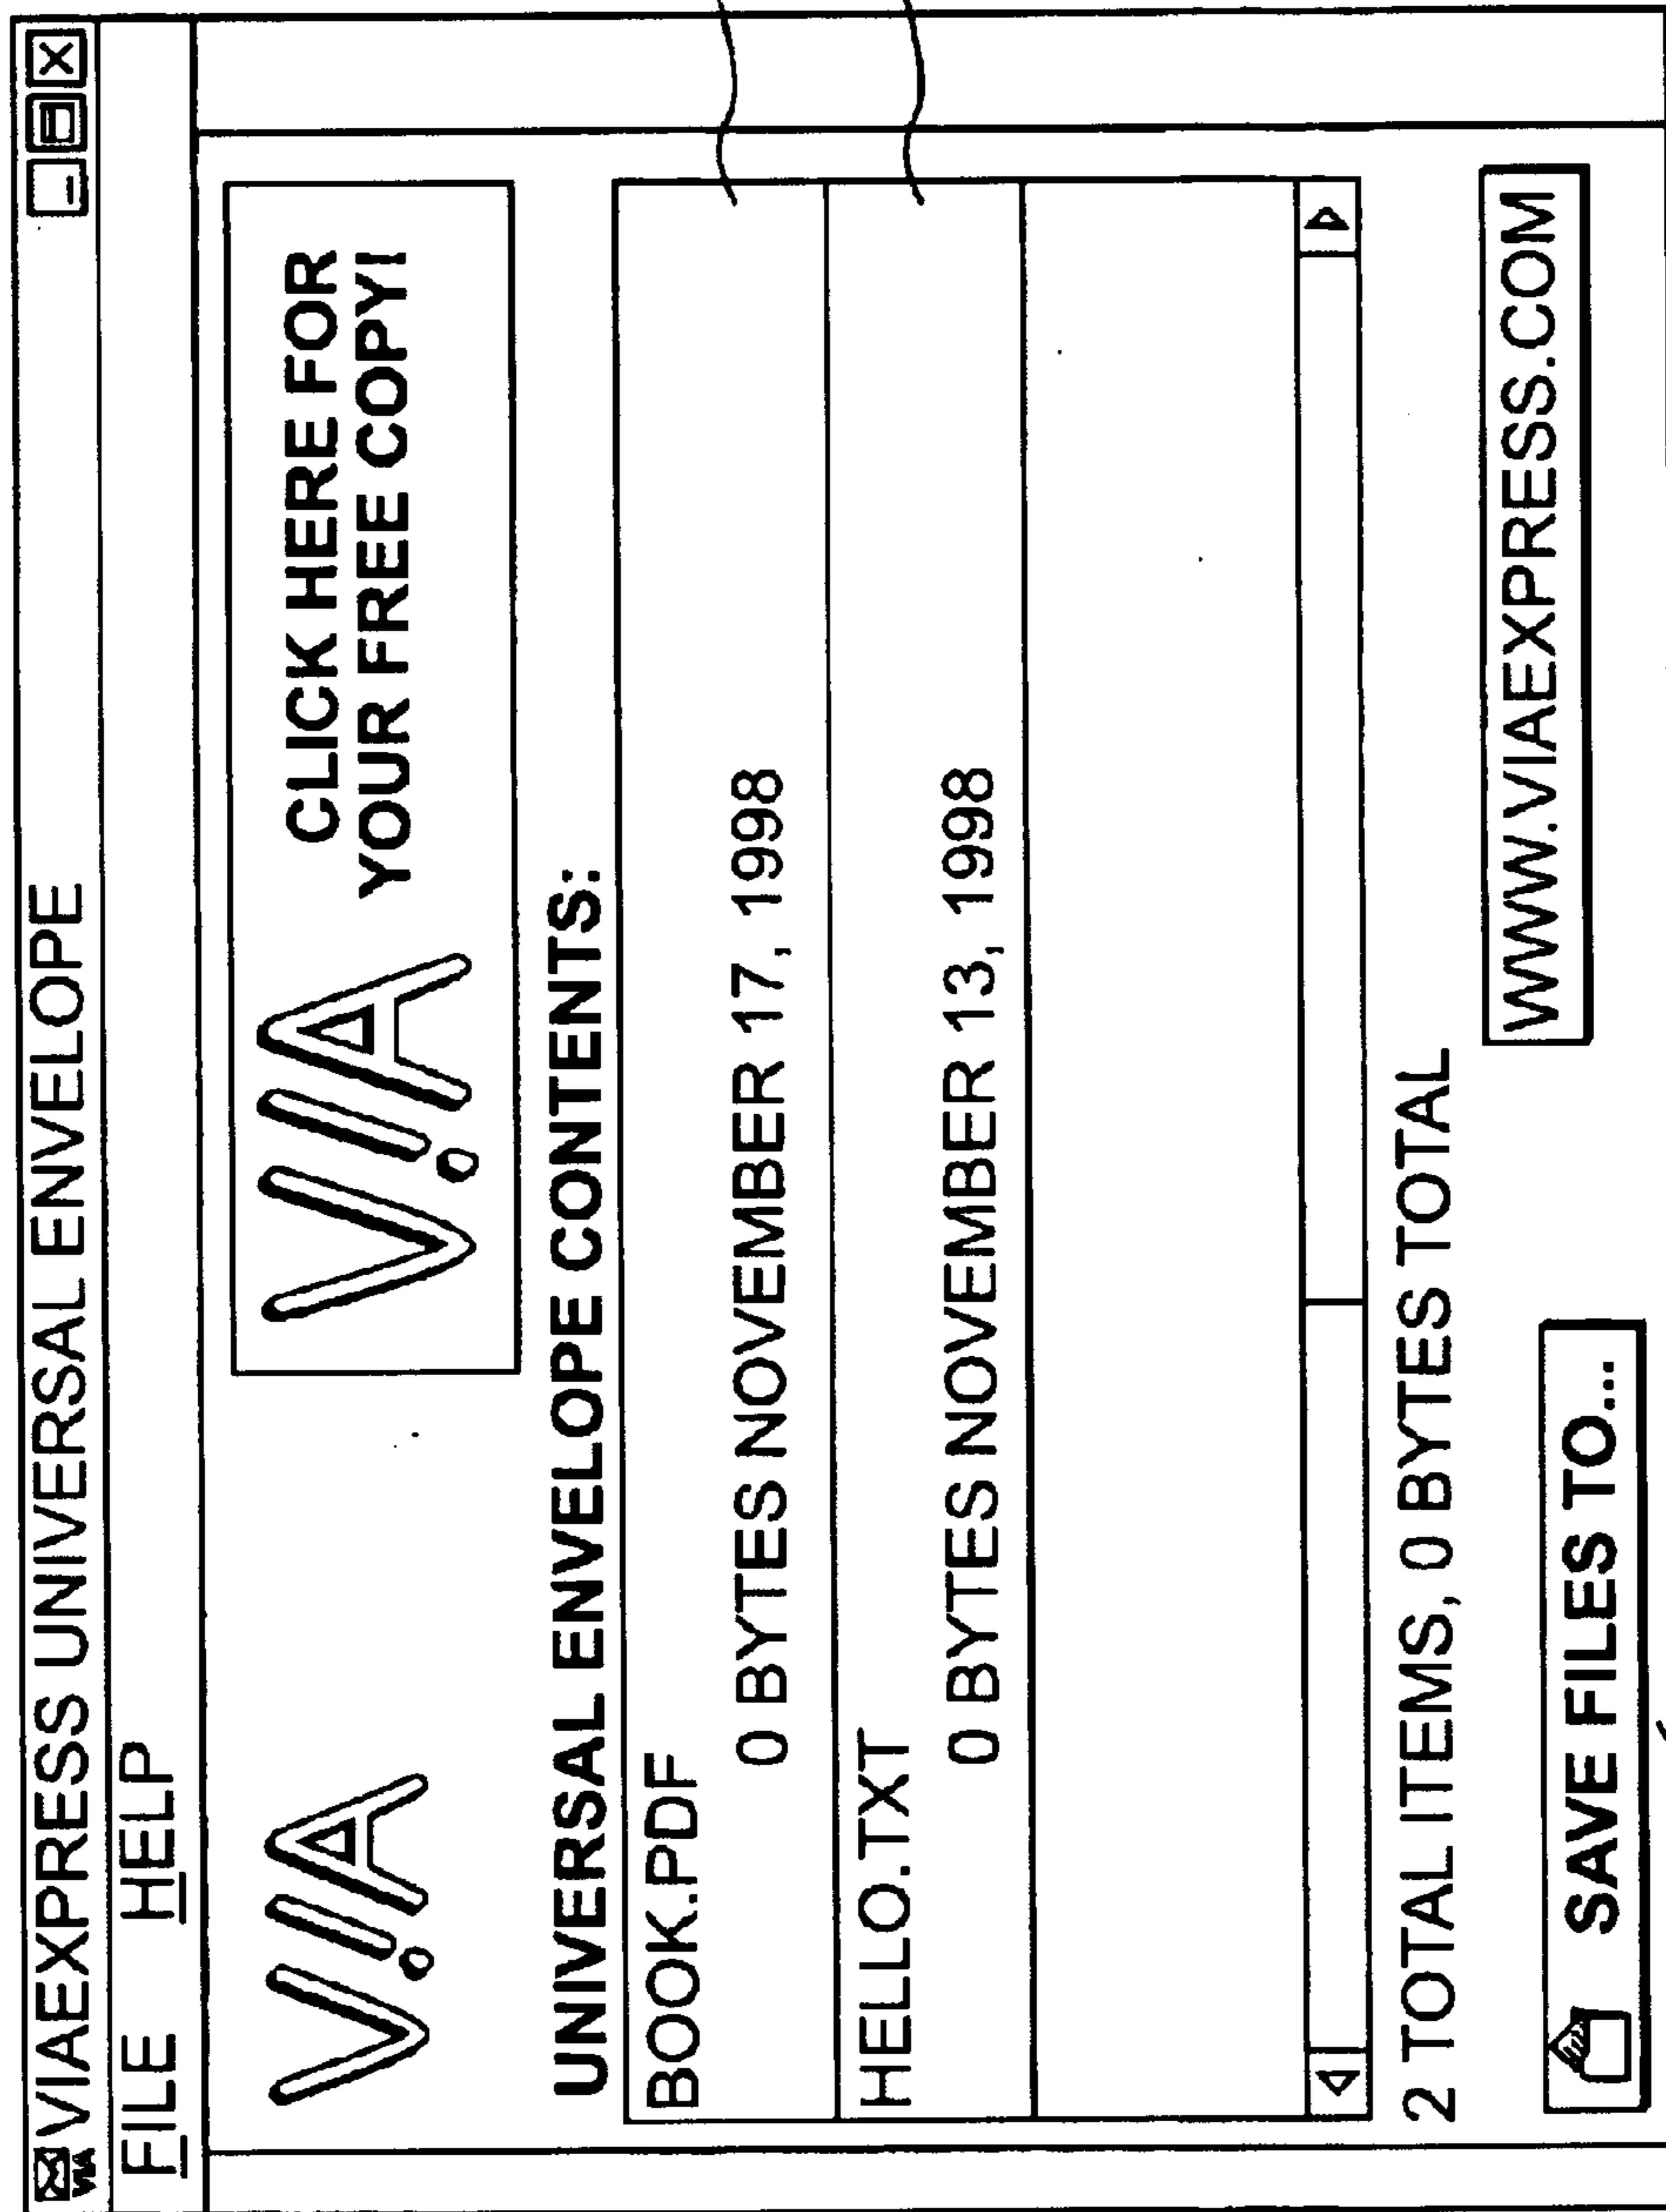 VIA VIAEXPRESS UNIVERSAL ENVELOPE
FILE HELP
V!A
V!A CLICK HERE FOR
YOUR FREE COPY!
UNIVERSAL ENVELOPE CONTENTS:
BOOK.PDF
0 BYTES NOVEMBER 17, 1998
HELLO.TXT
0 BYTES NOVEMBER 13, 1998
2 TOTAL ITEMS, 0 BYTES TOTAL
WWW.VIAEXPRESS.COM
SAVE FILES TO...